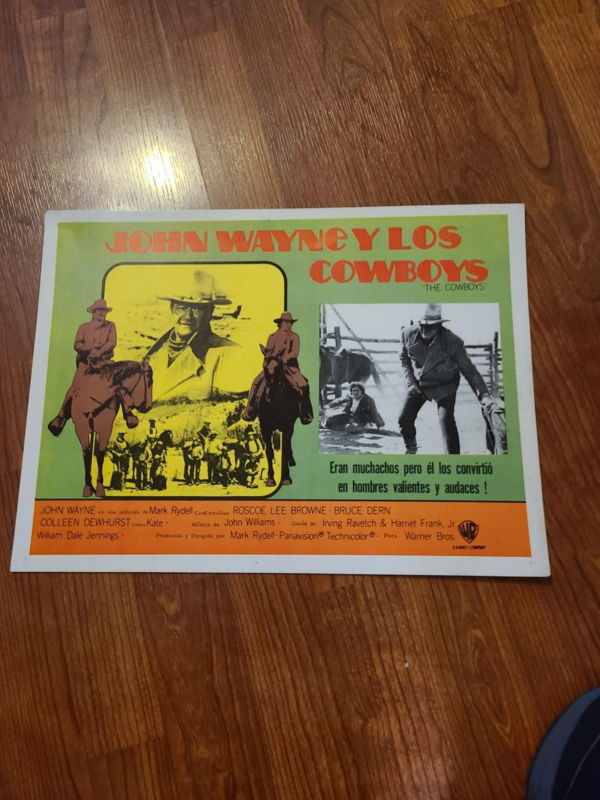 JOHN WAYNE Y LOS
COWBOYS
"THE COWBOYS"
Eran muchachos pero él los convirtió
en hombres valientes y audaces !
JOHN WAYNE en una película de Mark Rydell Co-Estrellas ROSCOE LEE BROWNE · BRUCE DERN
COLLEEN DEWHURST como Kate · Música de John Williams · Guión de Irving Ravetch & Harriet Frank, Jr.
William Dale Jennings · Producida y Dirigida por Mark Rydell · Panavision® Technicolor® - Para Warner Bros.